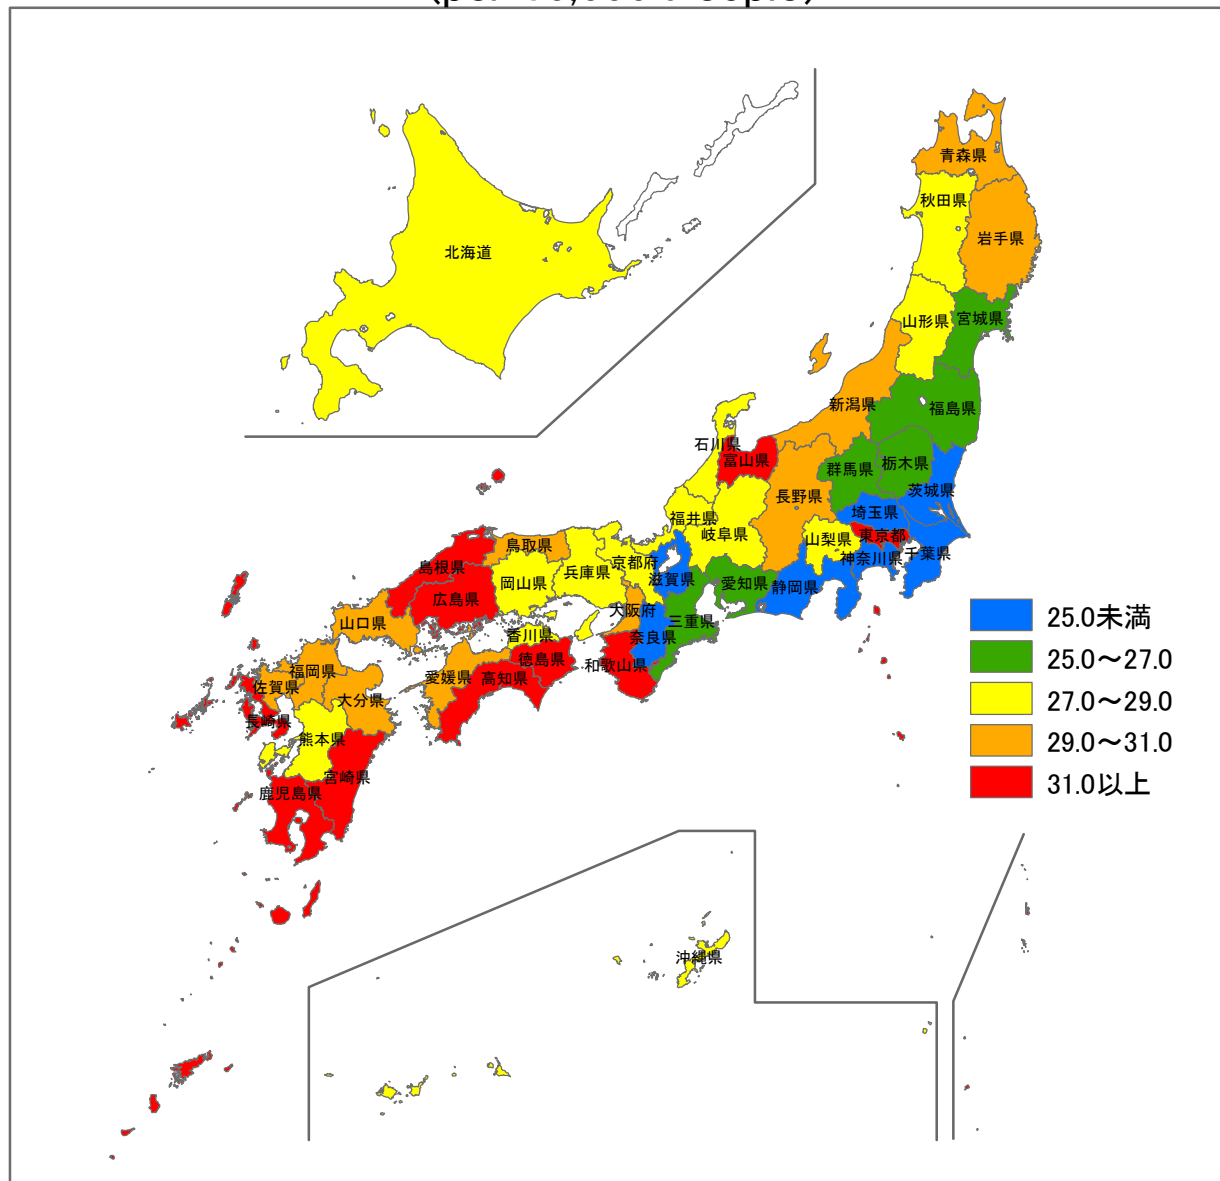 北海道
青森県
秋田県
岩手県
山形県
宮城県
新潟県
福島県
石川県
富山県
群馬県
栃木県
茨城県
長野県
埼玉県
福井県
岐阜県
山梨県
東京都
神奈川県
千葉県
鳥取県
島根県
岡山県
兵庫県
京都府
滋賀県
愛知県
静岡県
広島県
山口県
香川県
大阪府
奈良県
三重県
徳島県
和歌山県
愛媛県
高知県
福岡県
佐賀県
大分県
長崎県
熊本県
宮崎県
鹿児島県
沖縄県
25.0未満
25.0～27.0
27.0～29.0
29.0～31.0
31.0以上